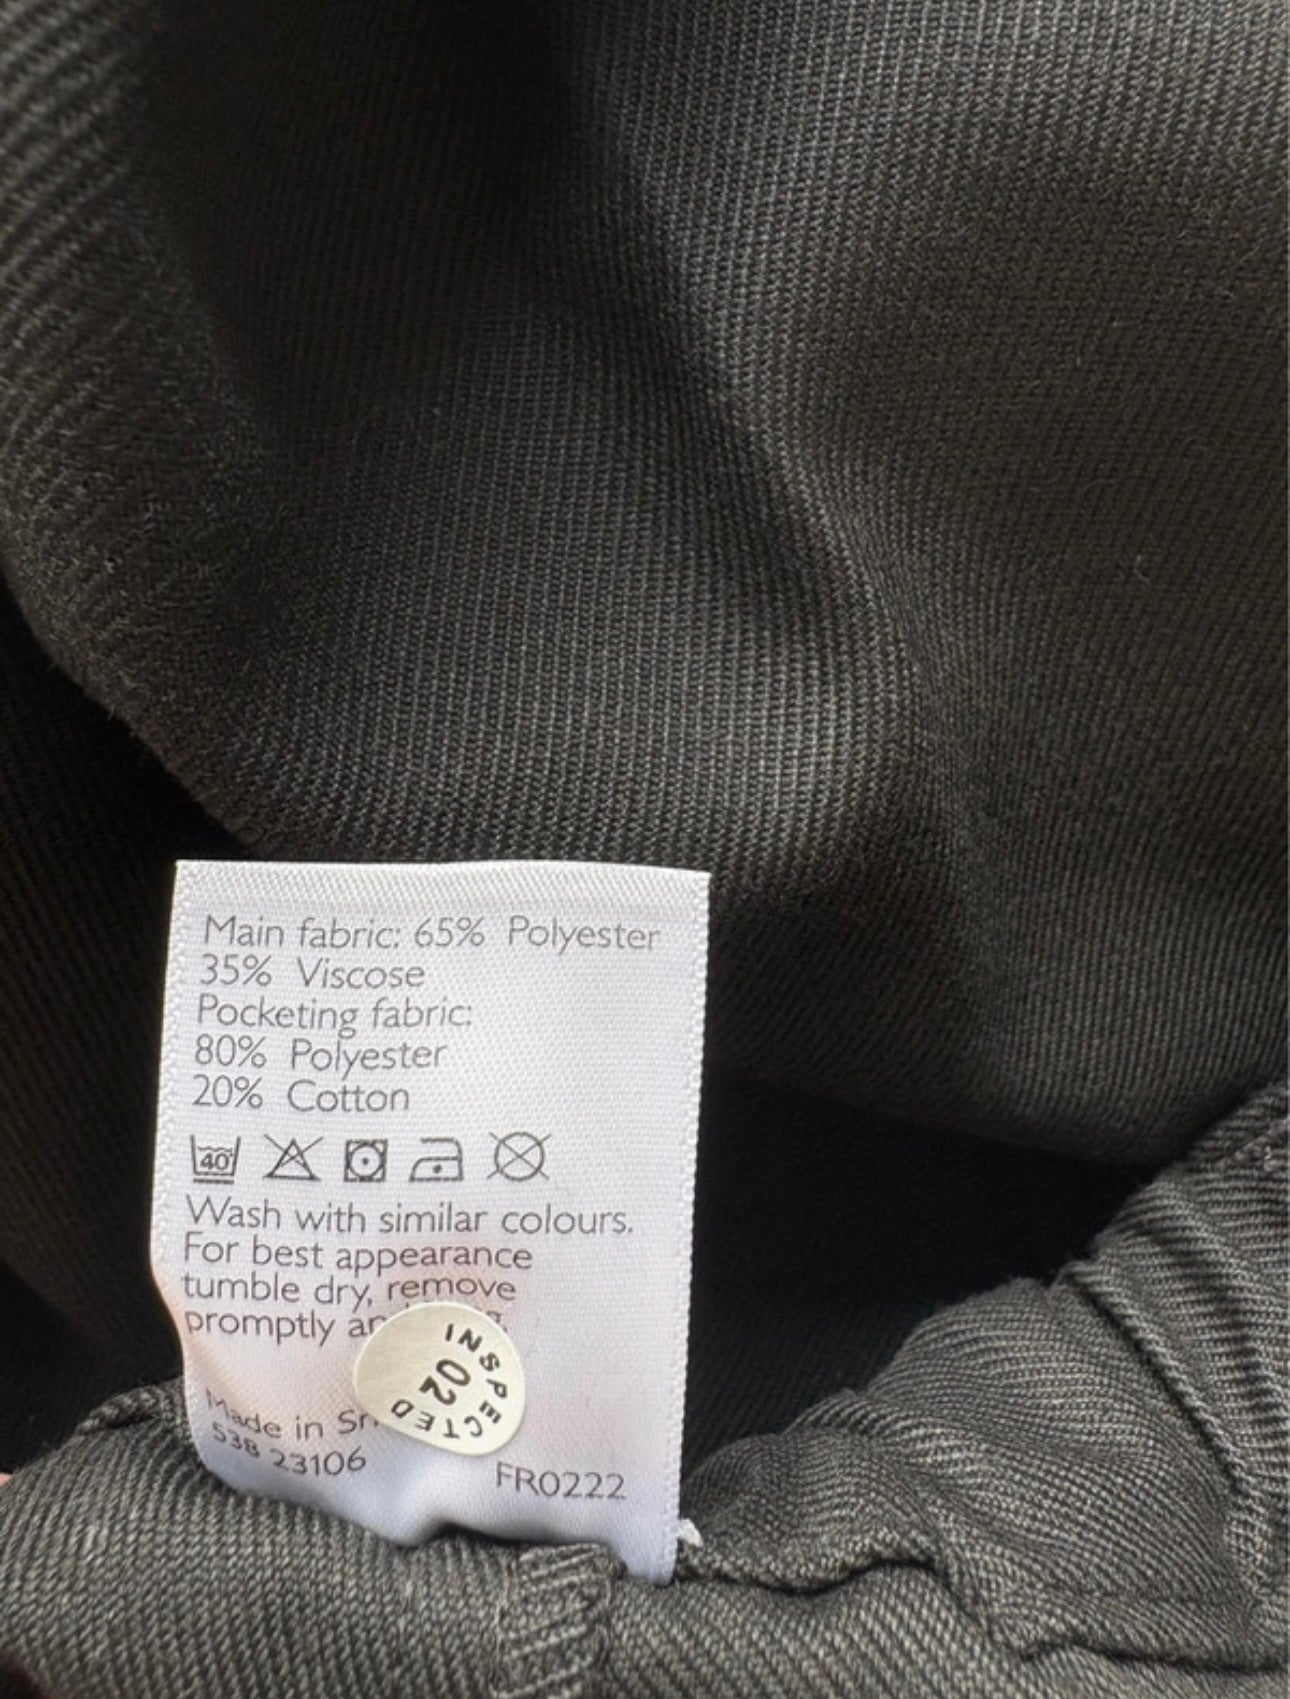 Main fabric: 65% Polyester
35% Viscose
Pocketing fabric:
80% Polyester
20% Cotton
40
Wash with similar colours.
For best appearance
tumble dry, remove
promptly
INSPECTED
02
Made in
538 23106
FR0222